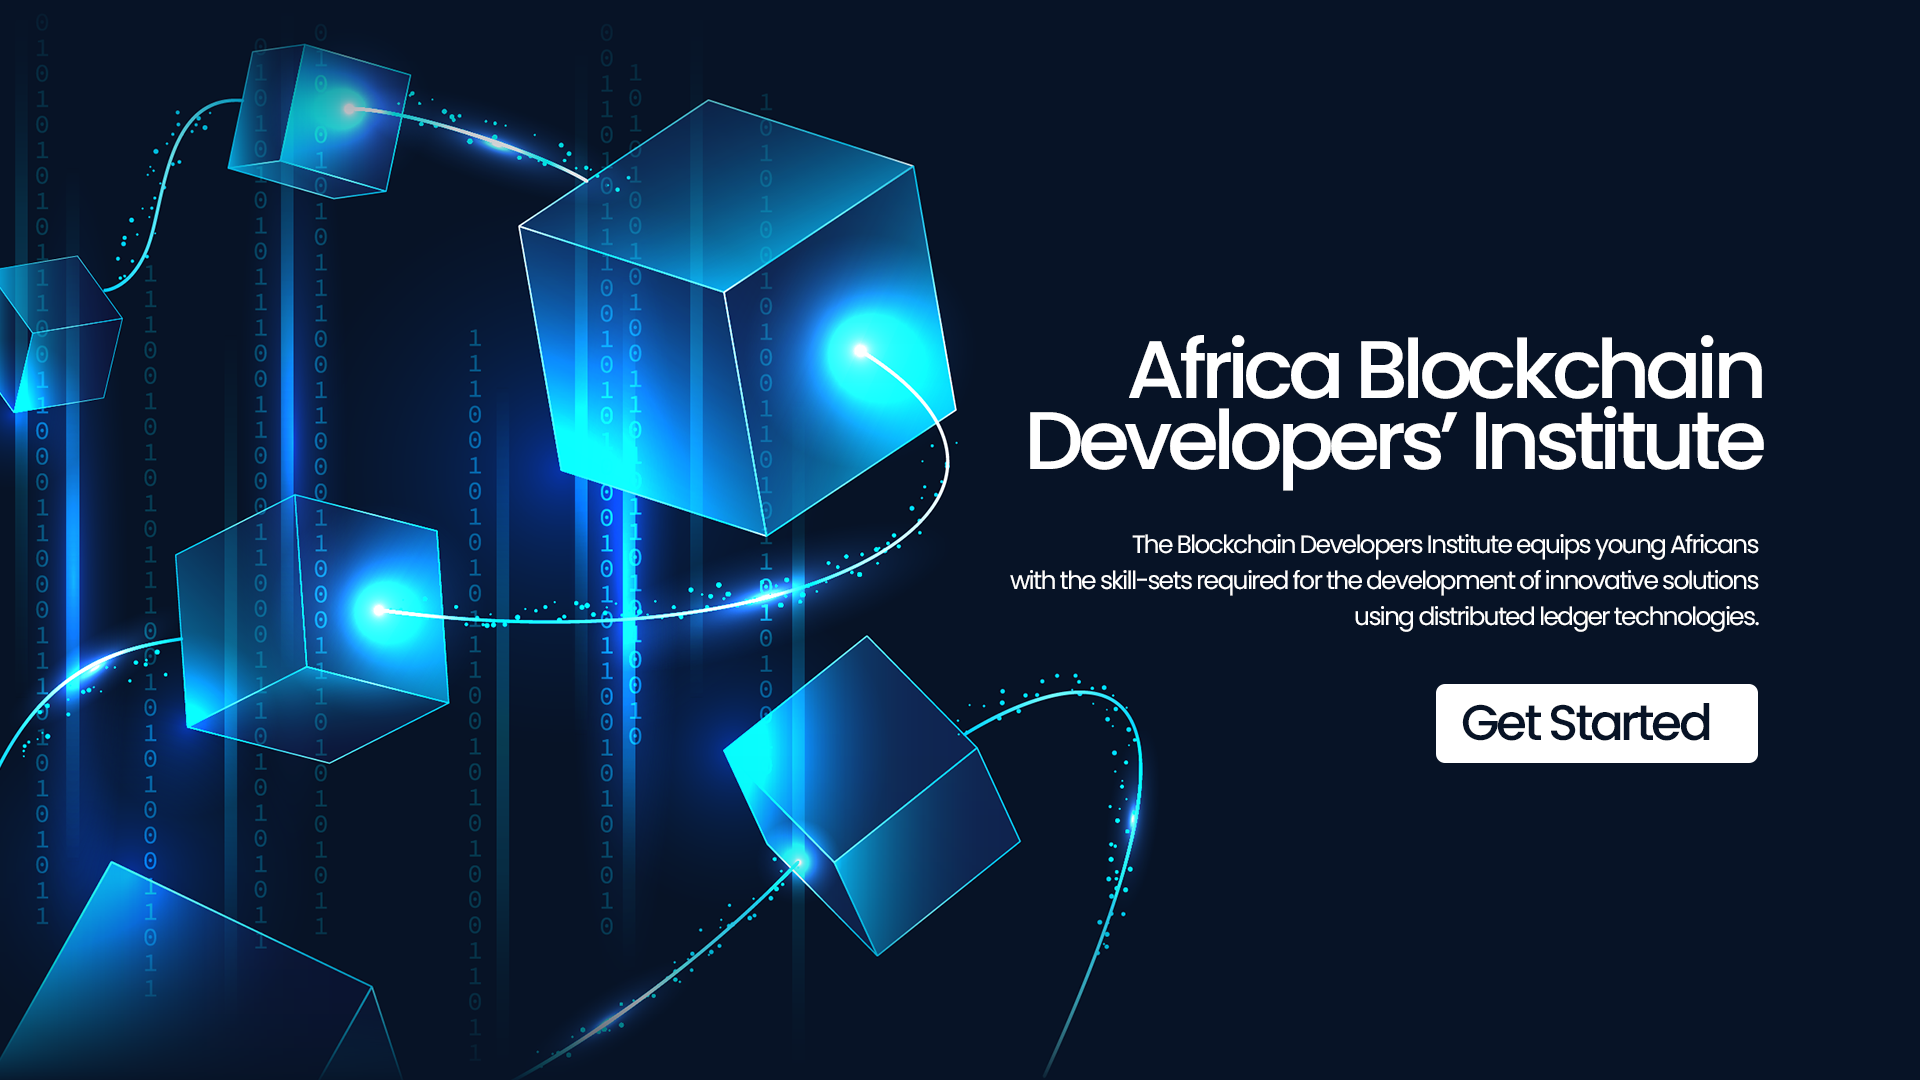 Africa Blockchain
Developers’ Institute
The Blockchain Developers Institute equips young Africans
with the skill-sets required for the development of innovative solutions
using distributed ledger technologies.
Get Started